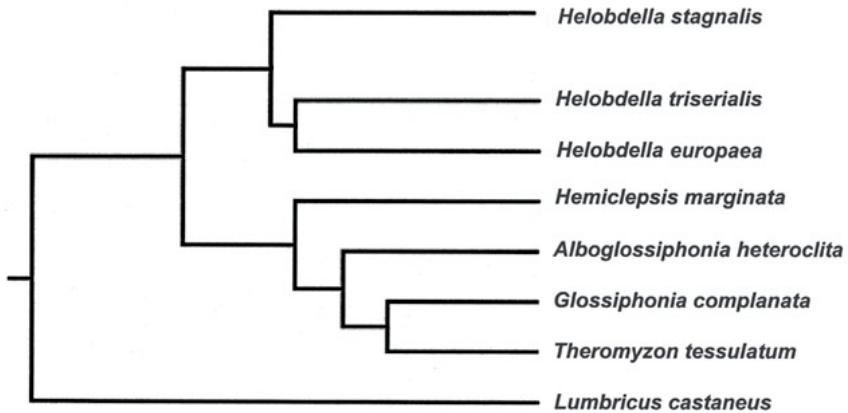 Helobdella stagnalis
Helobdella triserialis
Helobdella europaea
Hemiclepsis marginata
Alboglossiphonia heteroclita
Glossiphonia complanata
Theromyzon tessulatum
Lumbricus castaneus